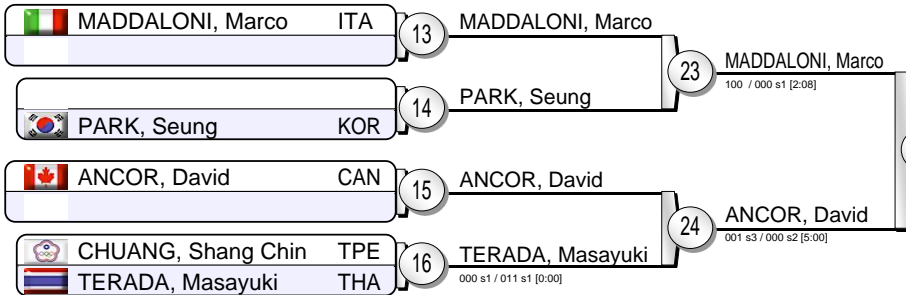 MADDALONI, Marco ITA
13
MADDALONI, Marco
23
MADDALONI, Marco
100 / 000 s1 [2:08]
14
PARK, Seung
PARK, Seung KOR
ANCOR, David CAN
15
ANCOR, David
24
ANCOR, David
001 s3 / 000 s2 [5:00]
CHUANG, Shang Chin TPE
16
TERADA, Masayuki
000 s1 / 011 s1 [0:00]
TERADA, Masayuki THA